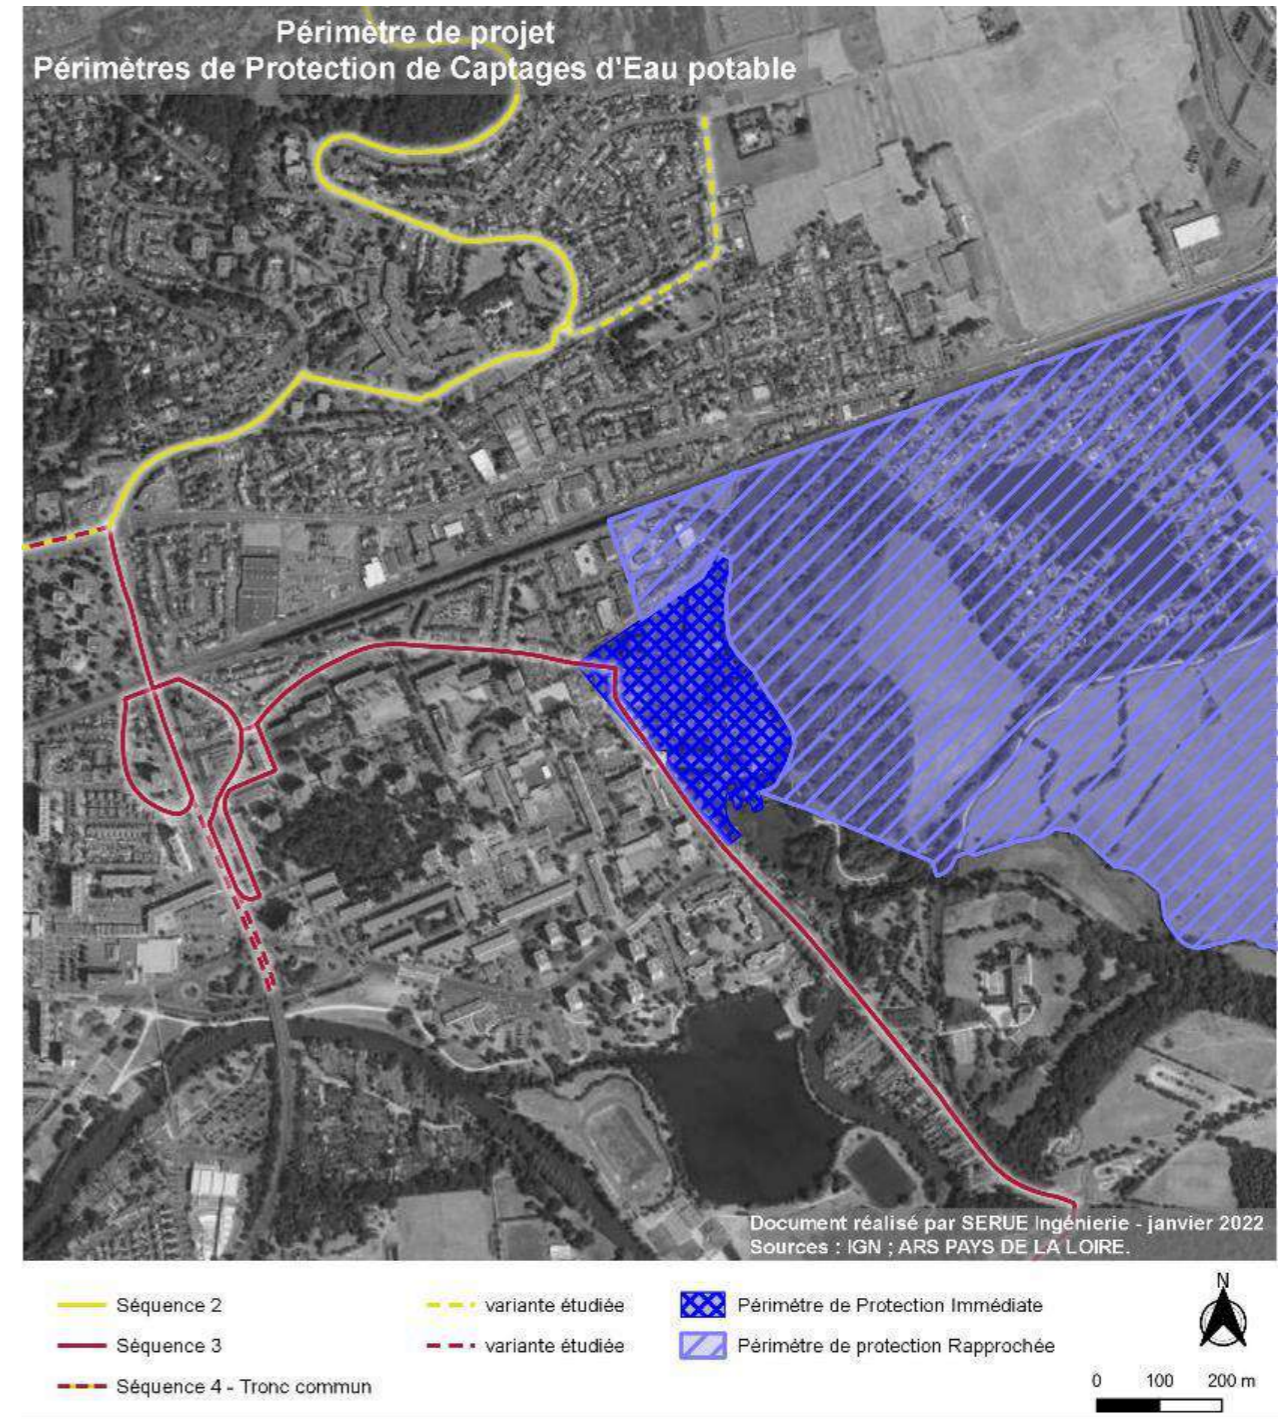 Périmètre de projet
Périmètres de Protection de Captages d'Eau potable
Document réalisé par SERUE Ingénierie - janvier 2022
Sources : IGN ; ARS PAYS DE LA LOIRE.
Séquence 2
variante étudiée
Périmètre de Protection Immédiate
Séquence 3
variante étudiée
Périmètre de protection Rapprochée
Séquence 4 - Tronc commun
N
0 100 200 m